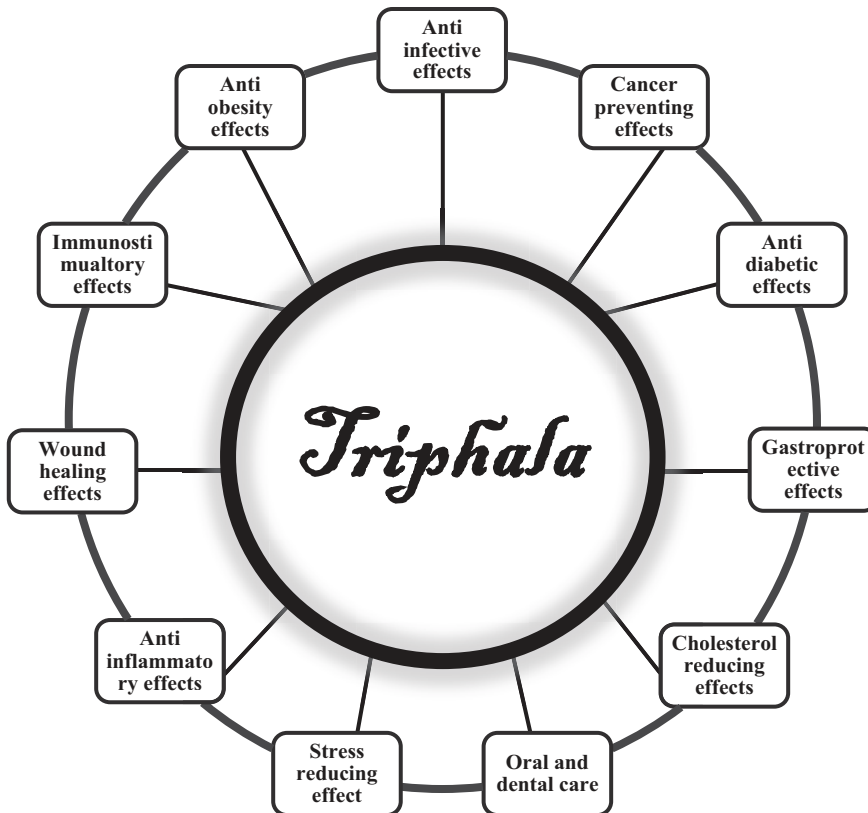 Anti
infective
effects
Cancer
preventing
effects
Anti
diabetic
effects
Gastroprot
ective
effects
Cholesterol
reducing
effects
Oral and
dental care
Stress
reducing
effect
Anti
inflammato
ry effects
Wound
healing
effects
Immunosti
mualtory
effects
Anti
obesity
effects
Triphala